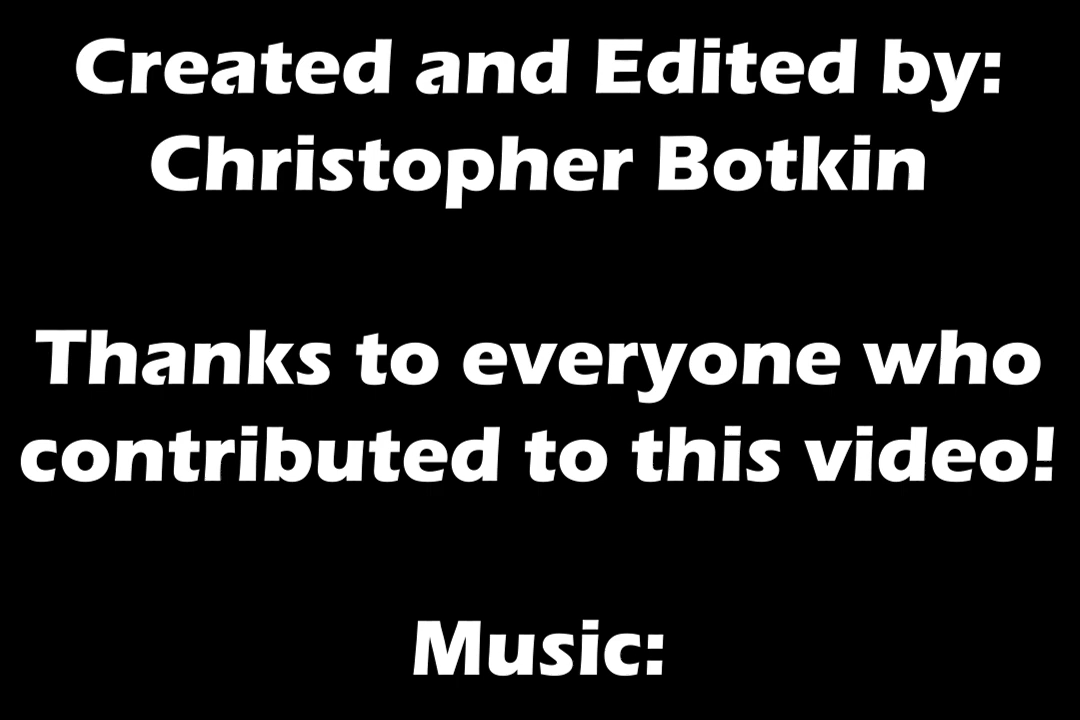 Created and Edited by:
Christopher Botkin
Thanks to everyone who
contributed to this video!
Music: